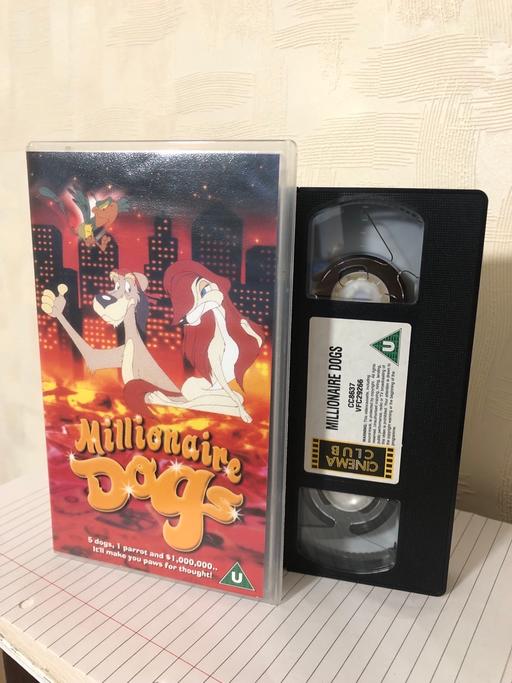 Millionaire
Dogs
5 dogs, 1 parrot and $1,000,000..
It'll make you paws for thought!
U
MILLIONAIRE DOGS
CC8637
VFC29266
U
CINEMA
CLUB